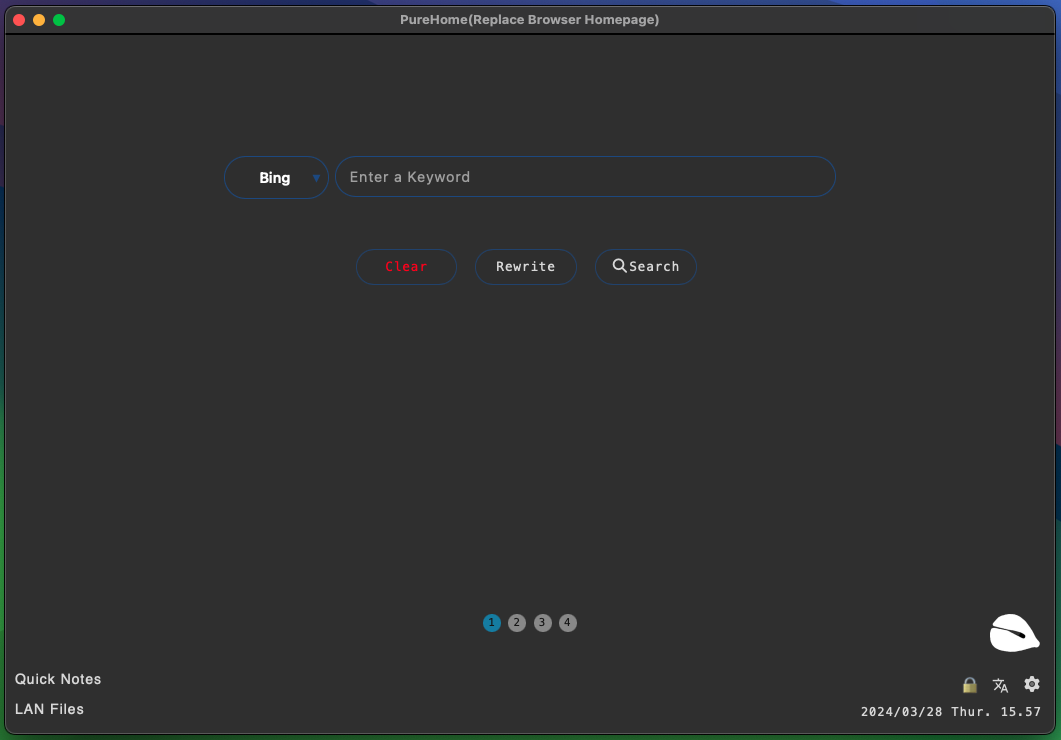 PureHome(Replace Browser Homepage)
Bing ▼ Enter a Keyword
Clear Rewrite Search
1 2 3 4
Quick Notes
LAN Files
2024/03/28 Thur. 15.57